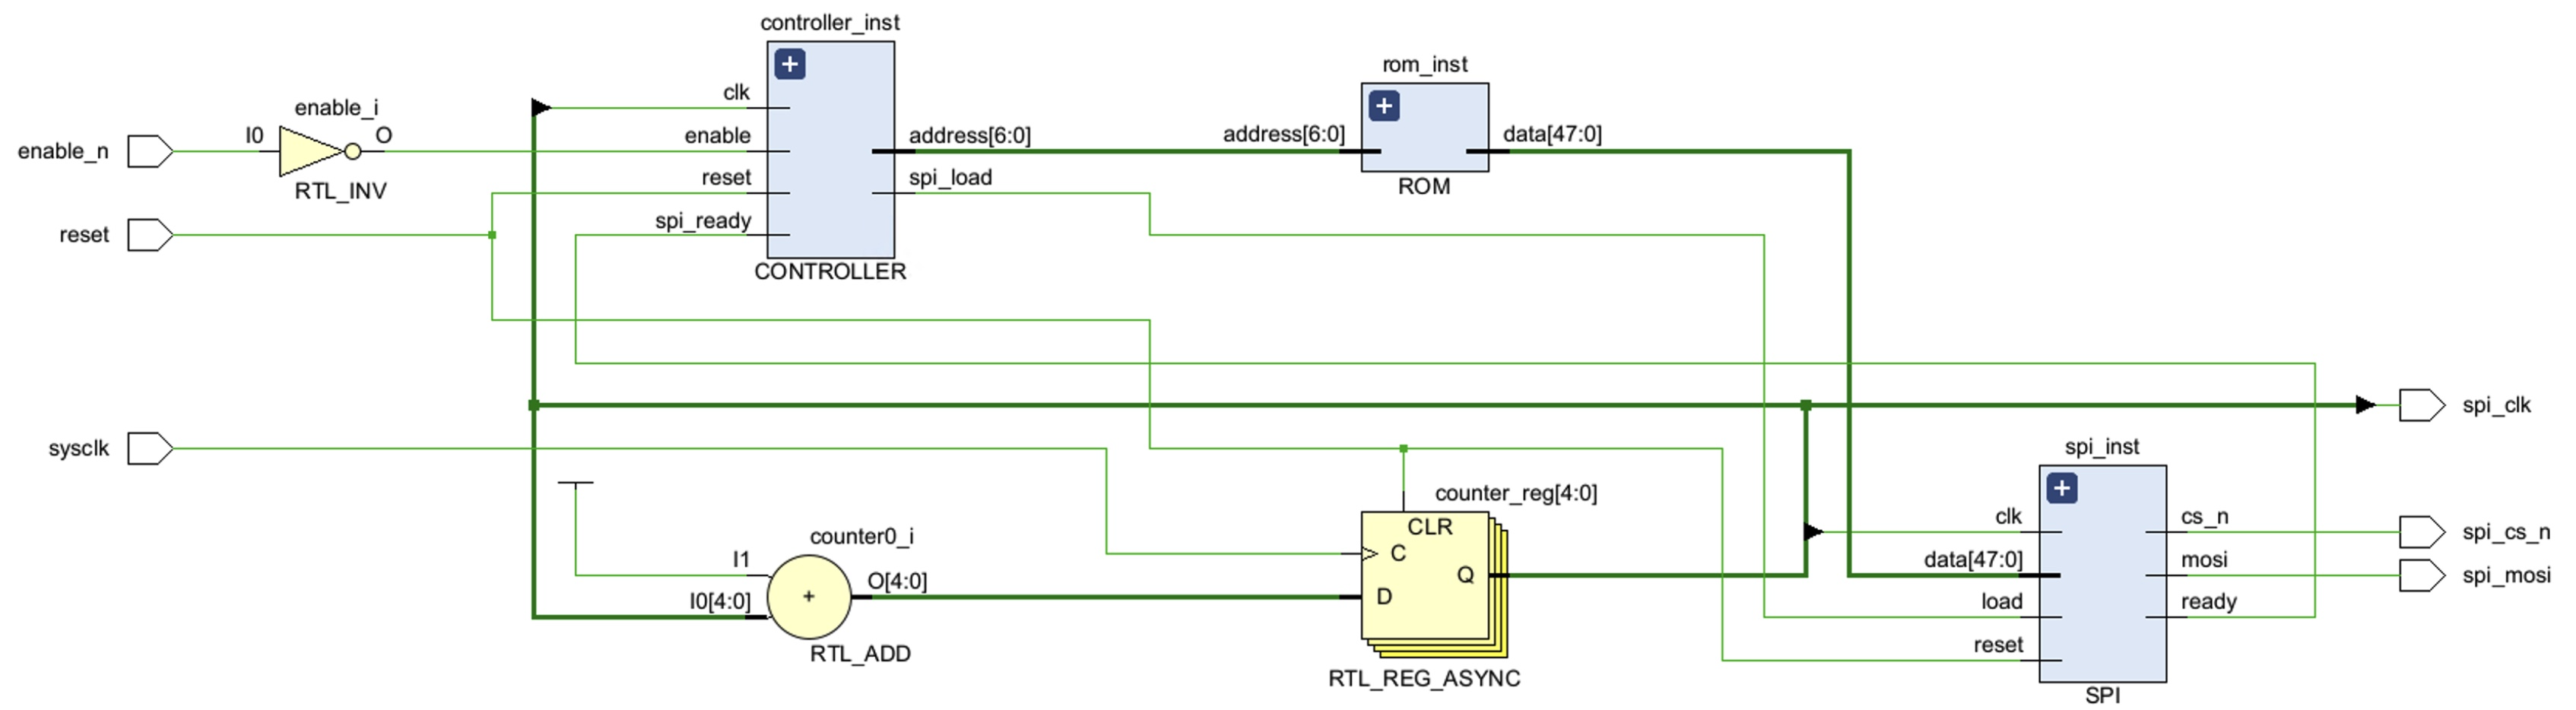 controller_inst
clk
enable
reset
spi_ready
address[6:0]
spi_load
CONTROLLER
rom_inst
address[6:0]
data[47:0]
ROM
enable_n
I0
enable_i
O
RTL_INV
reset
sysclk
counter0_i
I1
I0[4:0]
+
O[4:0]
RTL_ADD
counter_reg[4:0]
CLR
C
D
Q
RTL_REG_ASYNC
spi_inst
clk
data[47:0]
load
reset
cs_n
mosi
ready
SPI
spi_clk
spi_cs_n
spi_mosi